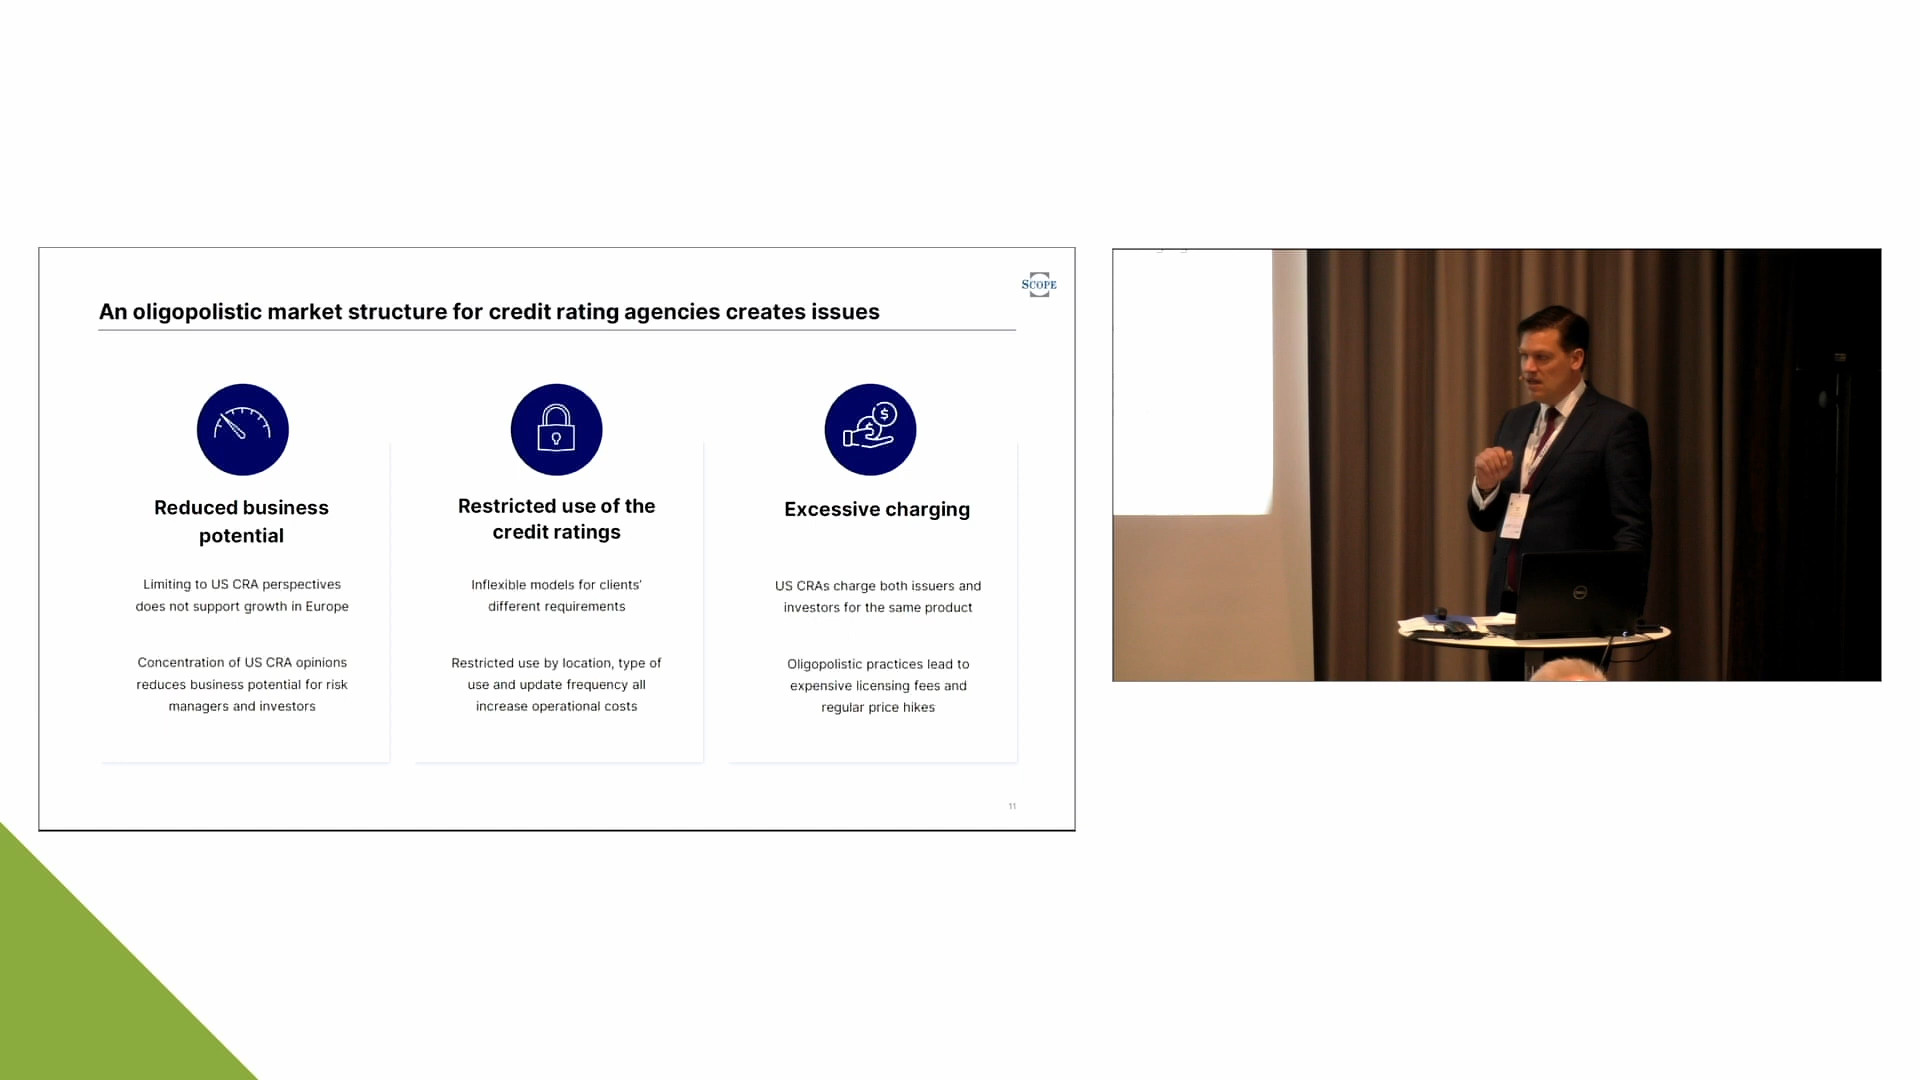 SCOPE
An oligopolistic market structure for credit rating agencies creates issues
Reduced business
potential
Limiting to US CRA perspectives
does not support growth in Europe
Concentration of US CRA opinions
reduces business potential for risk
managers and investors
Restricted use of the
credit ratings
Inflexible models for clients'
different requirements
Restricted use by location, type of
use and update frequency all
increase operational costs
Excessive charging
US CRAs charge both issuers and
investors for the same product
Oligopolistic practices lead to
expensive licensing fees and
regular price hikes
11